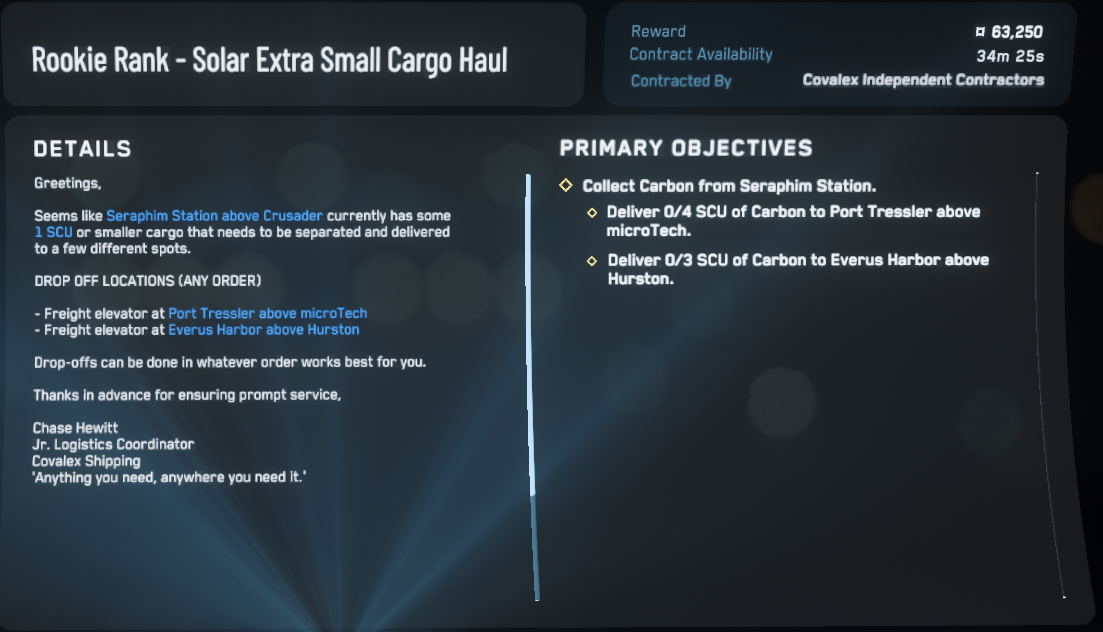 Rookie Rank - Solar Extra Small Cargo Haul
Reward ¤ 63,250
Contract Availability 34m 25s
Contracted By Covalex Independent Contractors
DETAILS
Greetings,
Seems like Seraphim Station above Crusader currently has some
1 SCU or smaller cargo that needs to be separated and delivered
to a few different spots.
DROP OFF LOCATIONS (ANY ORDER)
- Freight elevator at Port Tressler above microTech
- Freight elevator at Everus Harbor above Hurston
Drop-offs can be done in whatever order works best for you.
Thanks in advance for ensuring prompt service,
Chase Hewitt
Jr. Logistics Coordinator
Covalex Shipping
'Anything you need, anywhere you need it.'
PRIMARY OBJECTIVES
Collect Carbon from Seraphim Station.
Deliver 0/4 SCU of Carbon to Port Tressler above
microTech.
Deliver 0/3 SCU of Carbon to Everus Harbor above
Hurston.